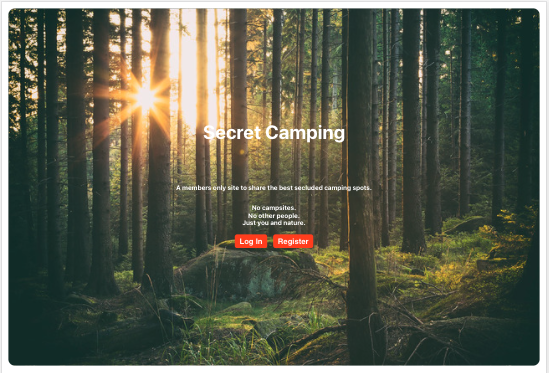 Secret Camping
A members only site to share the best secluded camping spots.
No campsites.
No other people.
Just you and nature.
Log In Register